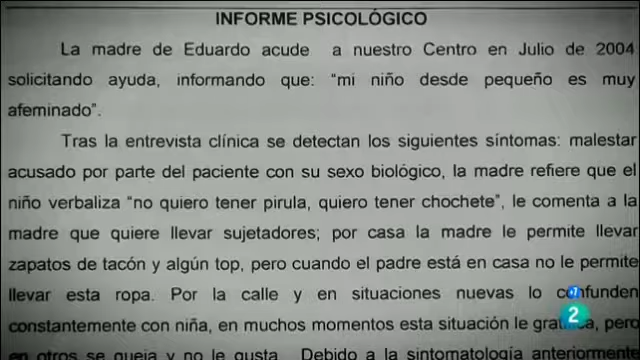 INFORME PSICOLÓGICO
La madre de Eduardo acude a nuestro Centro en Julio de 2004
solicitando ayuda, informando que: “mi niño desde pequeño es muy
afeminado”.
Tras la entrevista clínica se detectan los siguientes síntomas: malestar
acusado por parte del paciente con su sexo biológico, la madre refiere que el
niño verbaliza “no quiero tener pirula, quiero tener chochete”, le comenta a la
madre que quiere llevar sujetadores; por casa la madre le permite llevar
zapatos de tacón y algún top, pero cuando el padre está en casa no le permite
llevar esta ropa. Por la calle y en situaciones nuevas lo confunden
constantemente con niña, en muchos momentos esta situación le gratifica, pero
en otros se queja y no le gusta. Debido a la sintomatología anteriormente
2